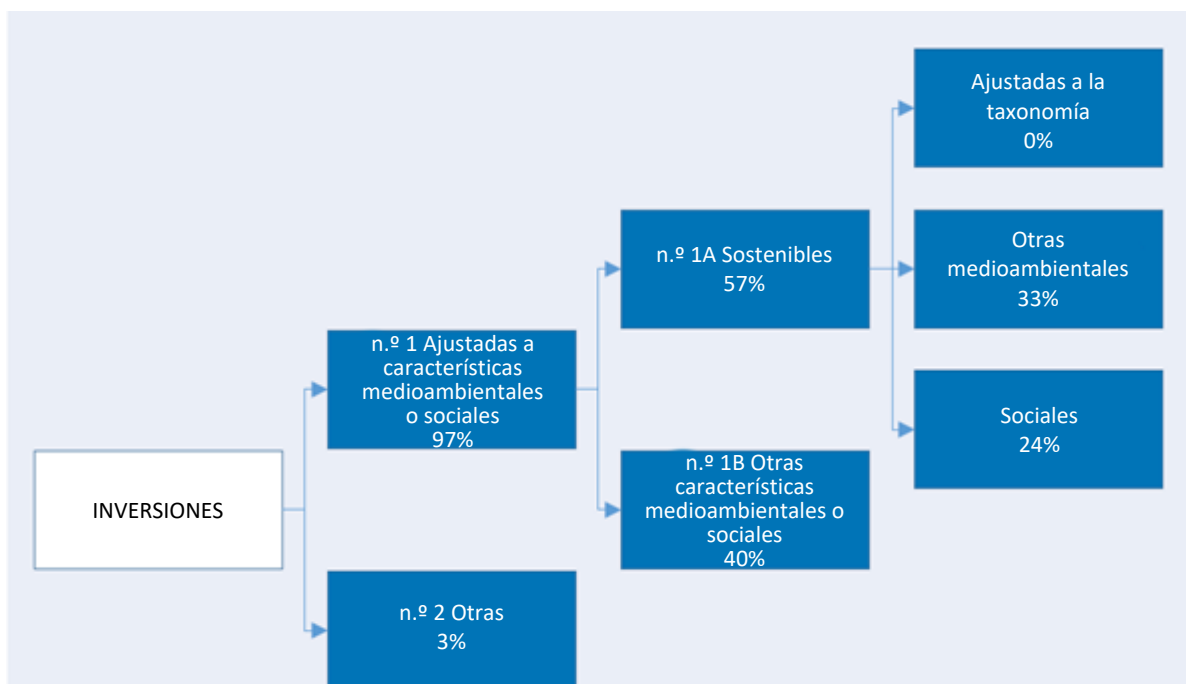 Ajustadas a la
taxonomía
0%
n.º 1A Sostenibles
57%
Otras
medioambientales
33%
n.º 1 Ajustadas a
características
medioambientales
o sociales
97%
Sociales
24%
INVERSIONES
n.º 1B Otras
características
medioambientales o
sociales
40%
n.º 2 Otras
3%